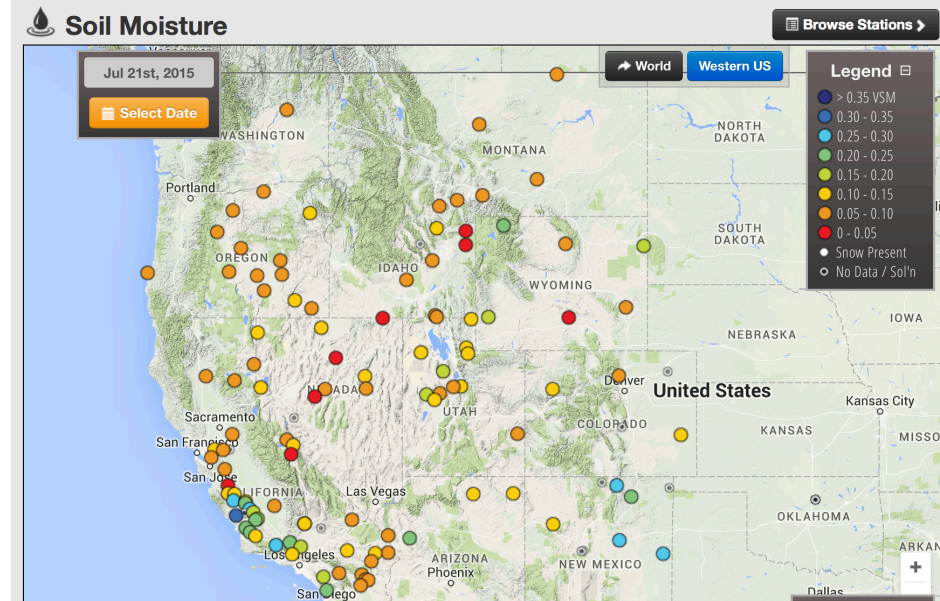 Soil Moisture
Browse Stations
Jul 21st, 2015
Select Date
World
Western US
Legend
> 0.35 VSM
0.30 - 0.35
0.25 - 0.30
0.20 - 0.25
0.15 - 0.20
0.10 - 0.15
0.05 - 0.10
0 - 0.05
Snow Present
No Data / Sol'n
Vancouver
WASHINGTON
MONTANA
NORTH
DAKOTA
Portland
OREGON
IDAHO
SOUTH
DAKOTA
WYOMING
IOWA
NEBRASKA
NEVADA
UTAH
Denver
United States
COLORADO
Kansas City
KANSAS
MISSO
Sacramento
San Francisco
San Jose
CALIFORNIA
Las Vegas
OKLAHOMA
Los Angeles
ARIZONA
Phoenix
NEW MEXICO
ARKAN
San Diego
Dallas
+